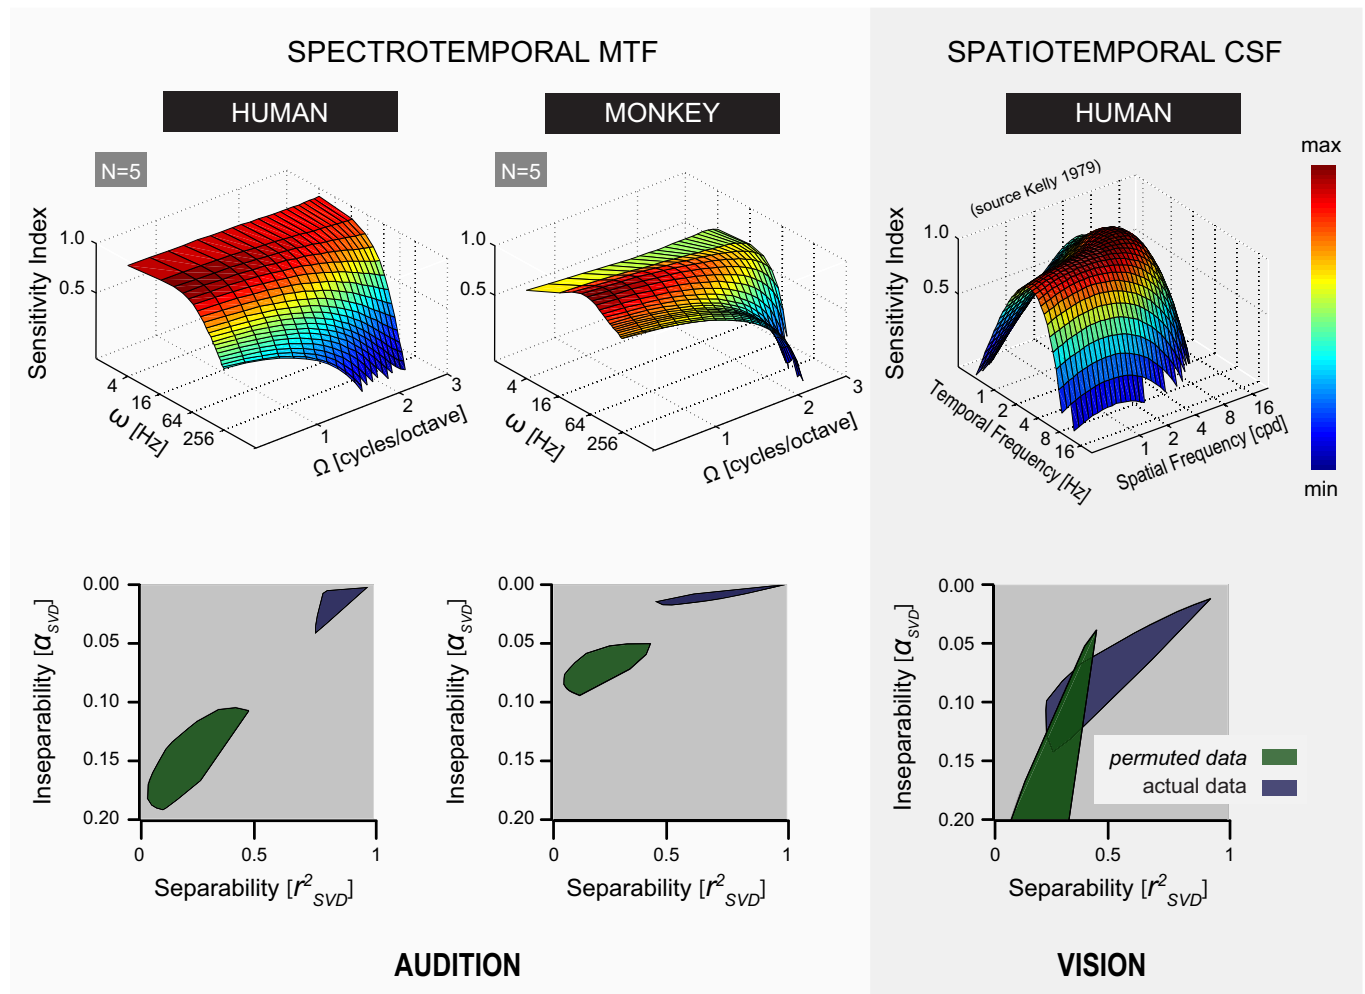 SPECTROTEMPORAL MTF
SPATIOTEMPORAL CSF
HUMAN
MONKEY
HUMAN
N=5
N=5
(source Kelly 1979)
max
min
Sensitivity Index
1.0
0.5
4
16
64
256
ω [Hz]
1
2
3
Ω [cycles/octave]
1.0
0.5
4
16
64
256
ω [Hz]
1
2
3
Ω [cycles/octave]
Sensitivity Index
1.0
0.5
1
2
4
8
16
Temporal Frequency [Hz]
1
2
4
8
16
Spatial Frequency [cpd]
Inseparability [α_SVD]
0.00
0.05
0.10
0.15
0.20
0
0.5
1
Separability [r²_SVD]
Inseparability [α_SVD]
0.00
0.05
0.10
0.15
0.20
0
0.5
1
Separability [r²_SVD]
Inseparability [α_SVD]
0.00
0.05
0.10
0.15
0.20
0
0.5
1
Separability [r²_SVD]
permuted data
actual data
AUDITION
VISION